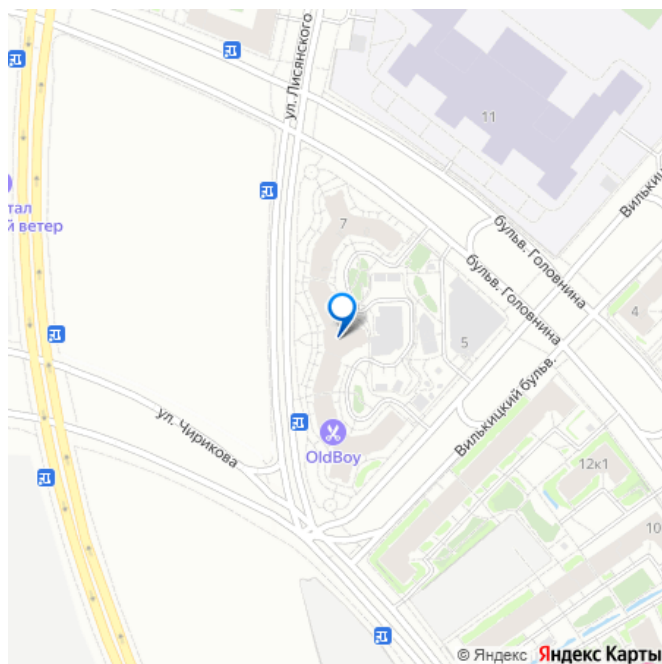 ул. Лисянского
11
Вилькиц
тал
й ветер
7
бульв. Головнина
бульв. Головнина
4
5
ул. Чирикова
OldBoy
Вилькицкий бульв.
12к1
10
© Яндекс Яндекс Карты